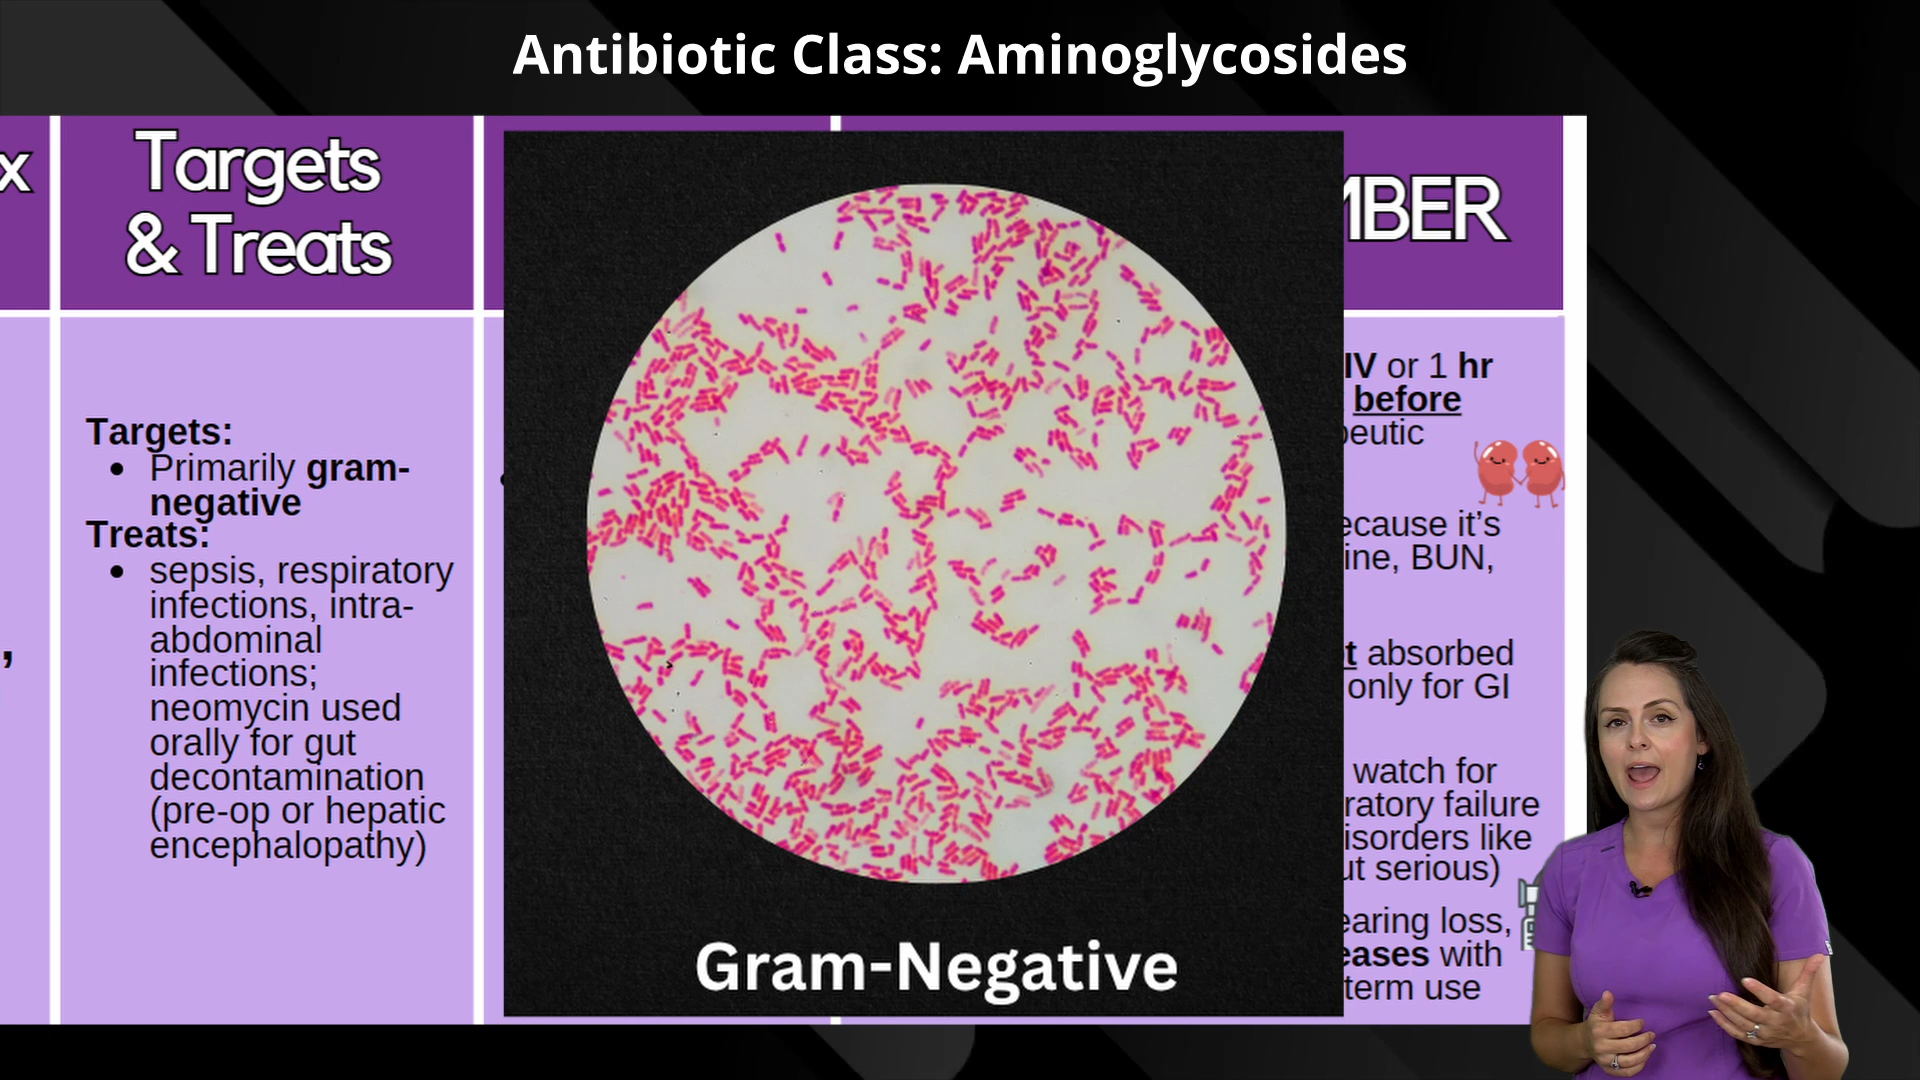 Antibiotic Class: Aminoglycosides
x
Targets
& Treats
MBER
Targets:
• Primarily gram-
negative
Treats:
• sepsis, respiratory
infections, intra-
abdominal
infections;
neomycin used
orally for gut
decontamination
(pre-op or hepatic
encephalopathy)
,
Gram-Negative
IV or 1 hr
before
peutic
ecause it’s
ine, BUN,
t absorbed
only for GI
watch for
ratory failure
isorders like
ut serious)
earing loss,
eases with
term use